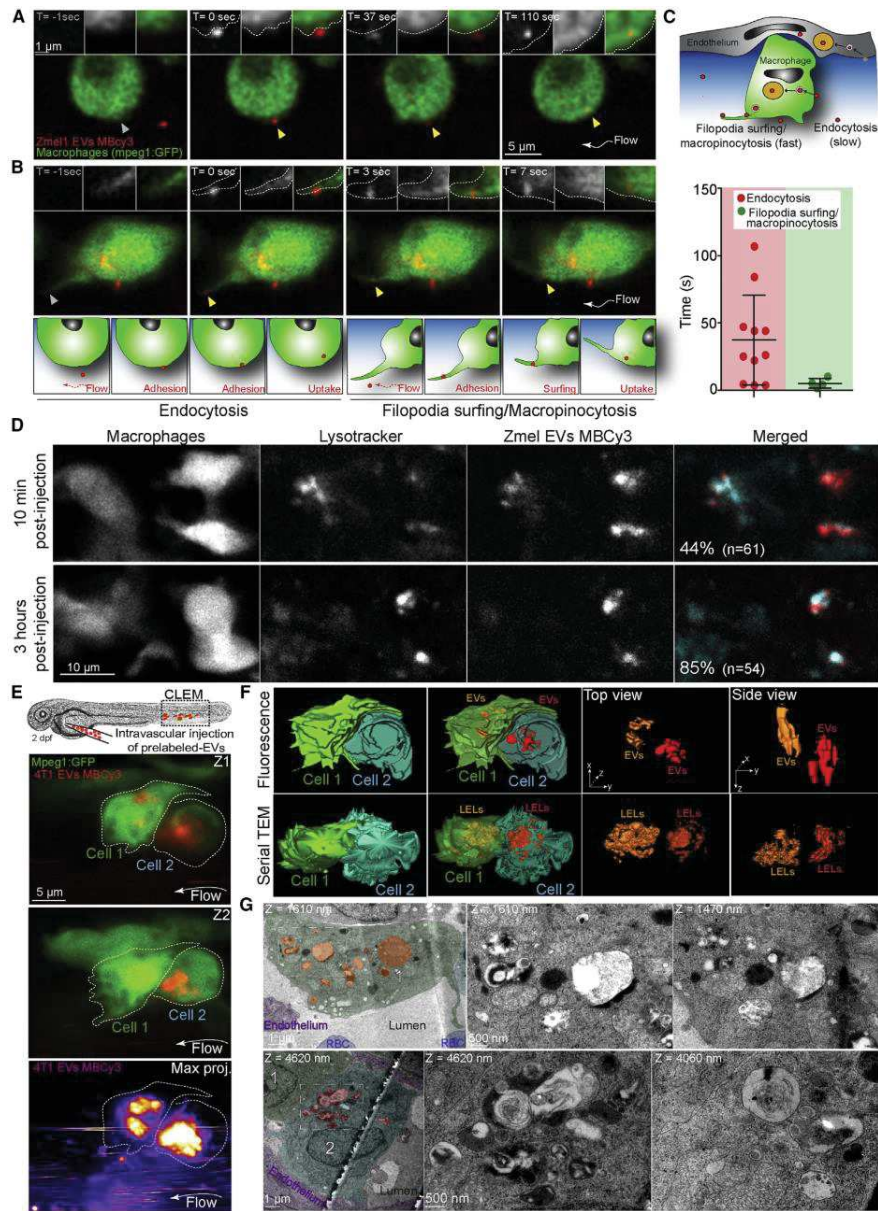 A
T= -1sec
T= 0 sec
T= 37 sec
T= 110 sec
1 µm
Zmel1 EVs MBcy3
Macrophages (mpeg1:GFP)
5 µm
Flow
B
T= -1sec
T= 0 sec
T= 3 sec
T= 7 sec
Flow
Flow
Adhesion
Adhesion
Uptake
Flow
Adhesion
Surfing
Uptake
Endocytosis
Filopodia surfing/Macropinocytosis
C
Endothelium
Macrophage
Filopodia surfing/
macropinocytosis (fast)
Endocytosis
(slow)
Endocytosis
Filopodia surfing/
macropinocytosis
Time (s)
150
100
50
0
D
Macrophages
Lysotracker
Zmel EVs MBCy3
Merged
10 min
post-injection
44% (n=61)
3 hours
post-injection
10 µm
85% (n=54)
E
CLEM
2 dpf
Intravascular injection
of prelabeled-EVs
Mpeg1:GFP
4T1 EVs MBCy3
Z1
Cell 1
Cell 2
5 µm
Flow
Z2
Cell 1
Cell 2
Flow
4T1 EVs MBCy3
Max proj.
Flow
F
Fluorescence
Cell 1
Cell 2
EVs
EVs
Top view
EVs
EVs
x
z
y
Side view
EVs
EVs
x
y
z
Serial TEM
Cell 1
Cell 2
LELs
LELs
Cell 1
Cell 2
LELs
LELs
LELs
LELs
G
Z = 1610 nm
Endothelium
Lumen
1 µm
RBC
RBC
Z = 1610 nm
500 nm
Z = 1470 nm
Z = 4620 nm
1
2
Endothelium
Lumen
1 µm
Z = 4620 nm
500 nm
Z = 4060 nm